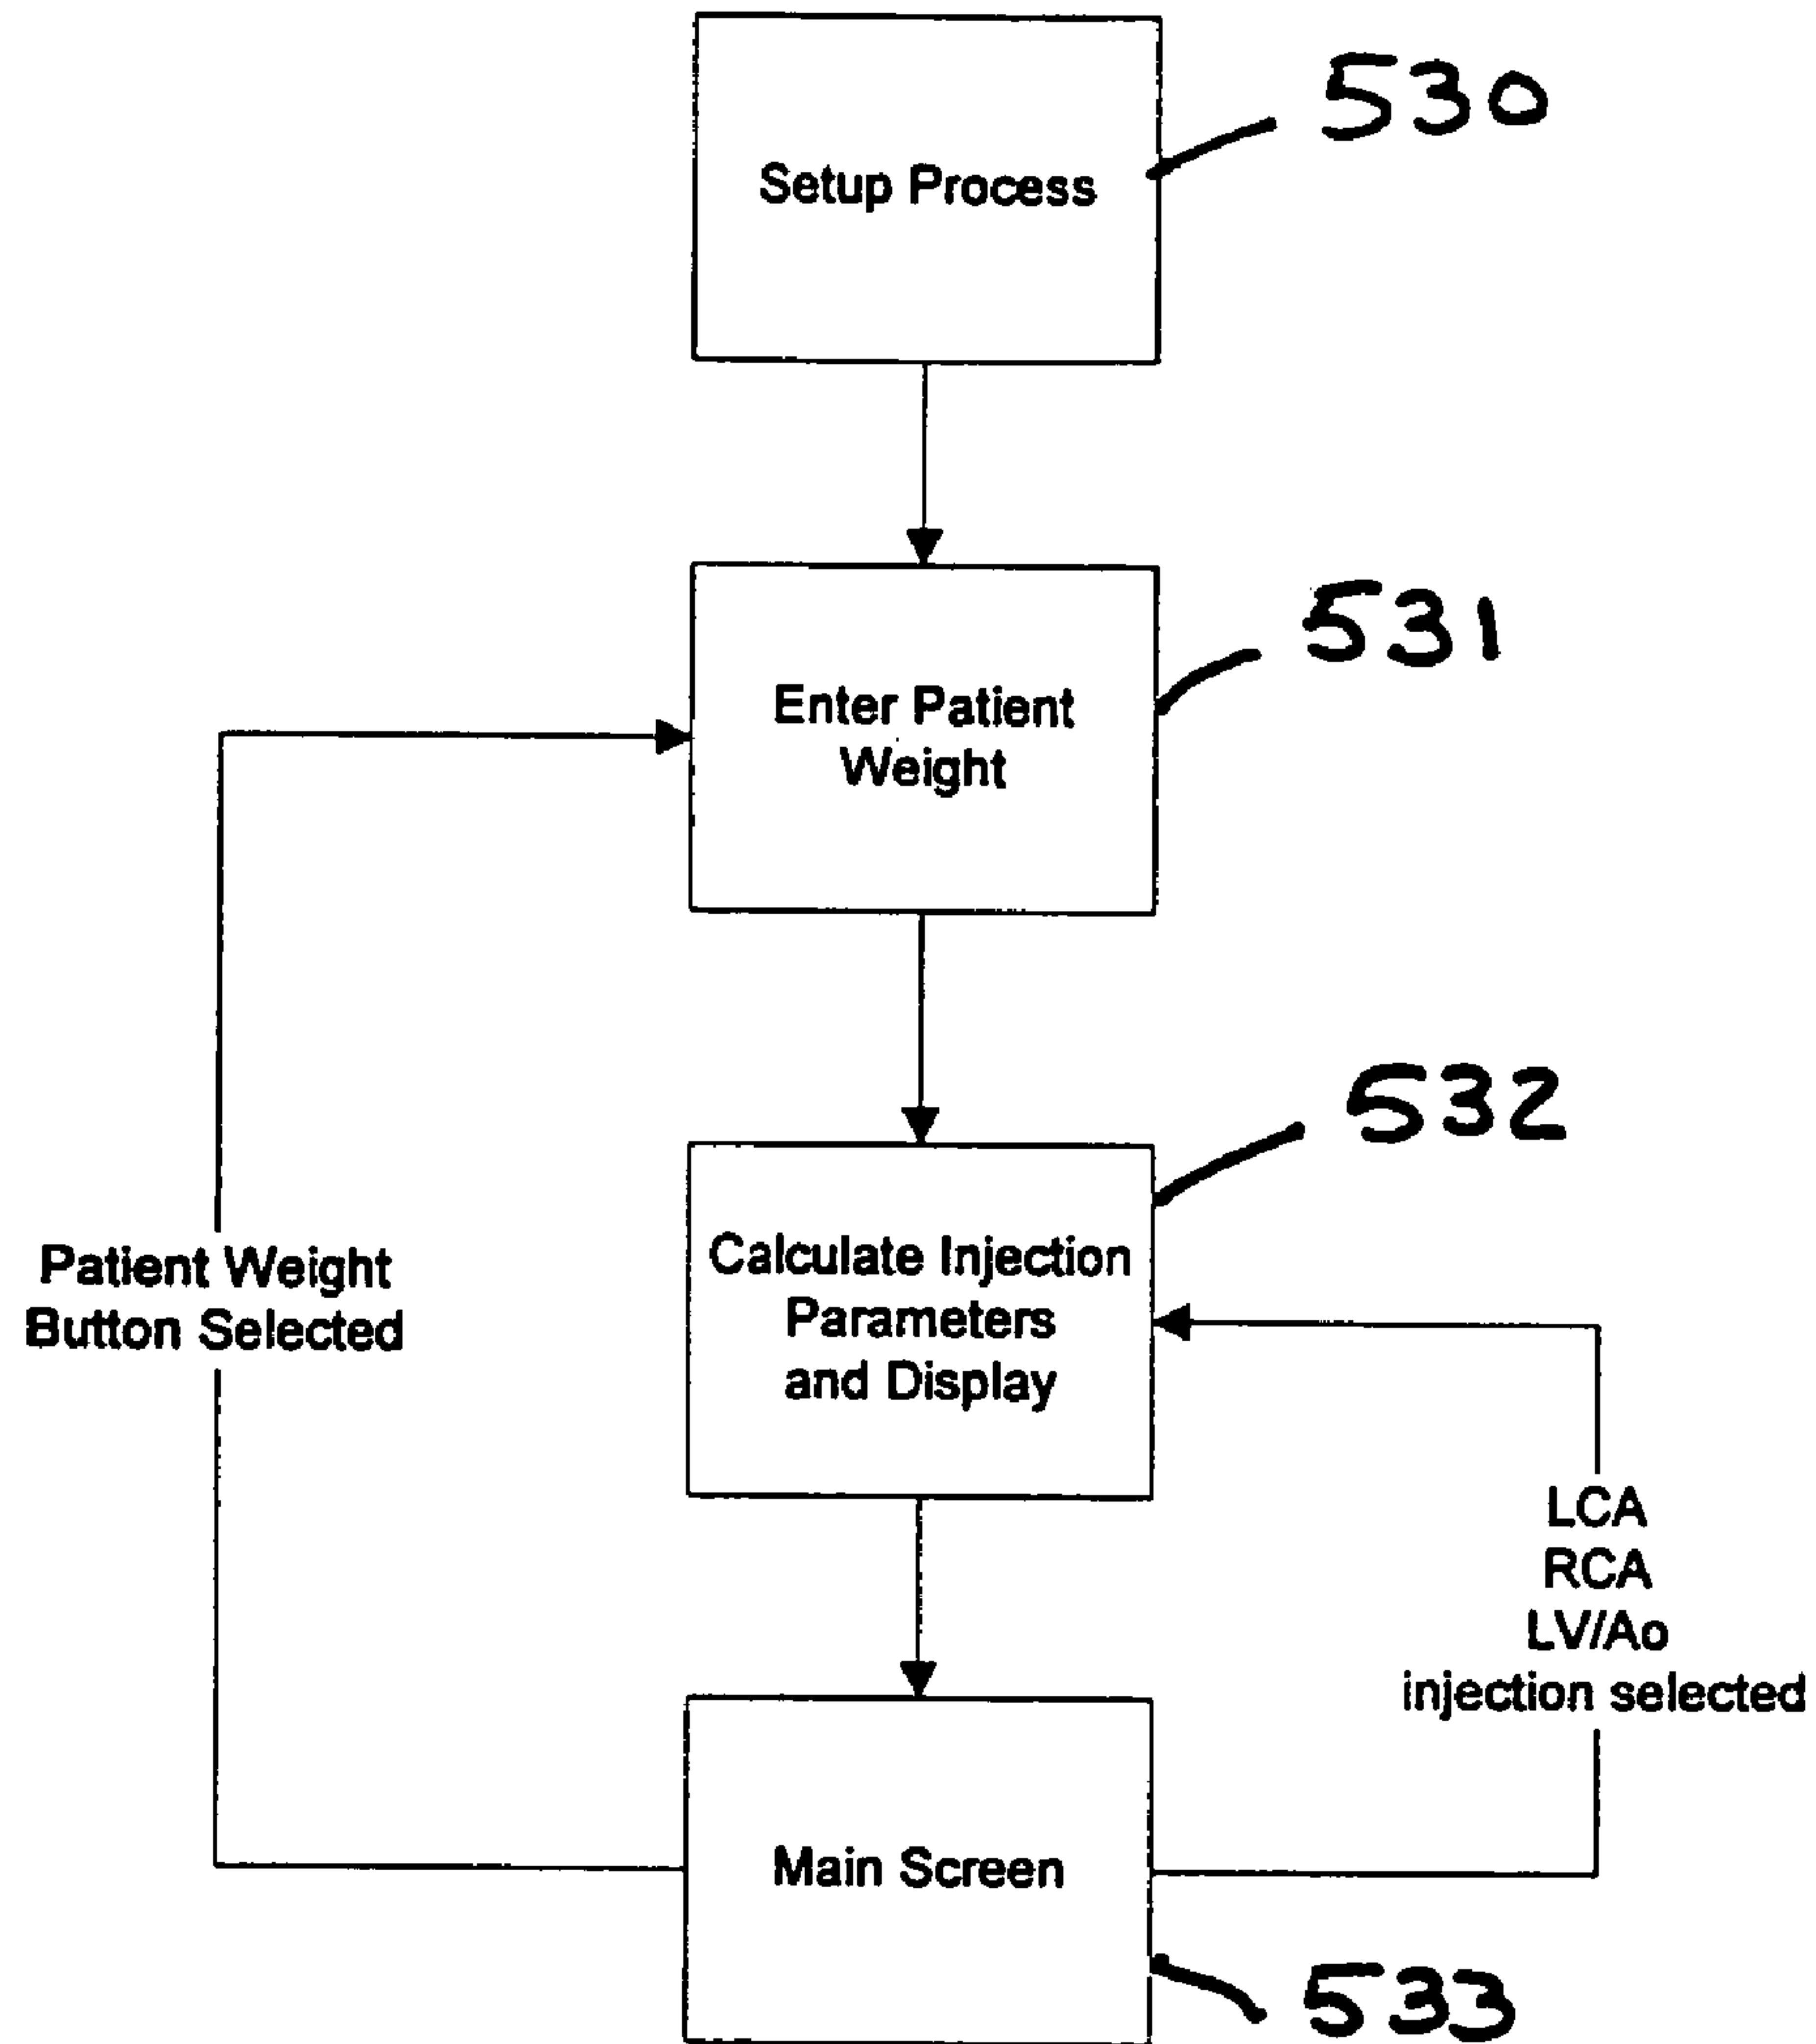 530
Setup Process
531
Enter Patient
Weight
532
Calculate Injection
Parameters
and Display
Patient Weight
Button Selected
LCA
RCA
LV//Ao
injection selected
Main Screen
533